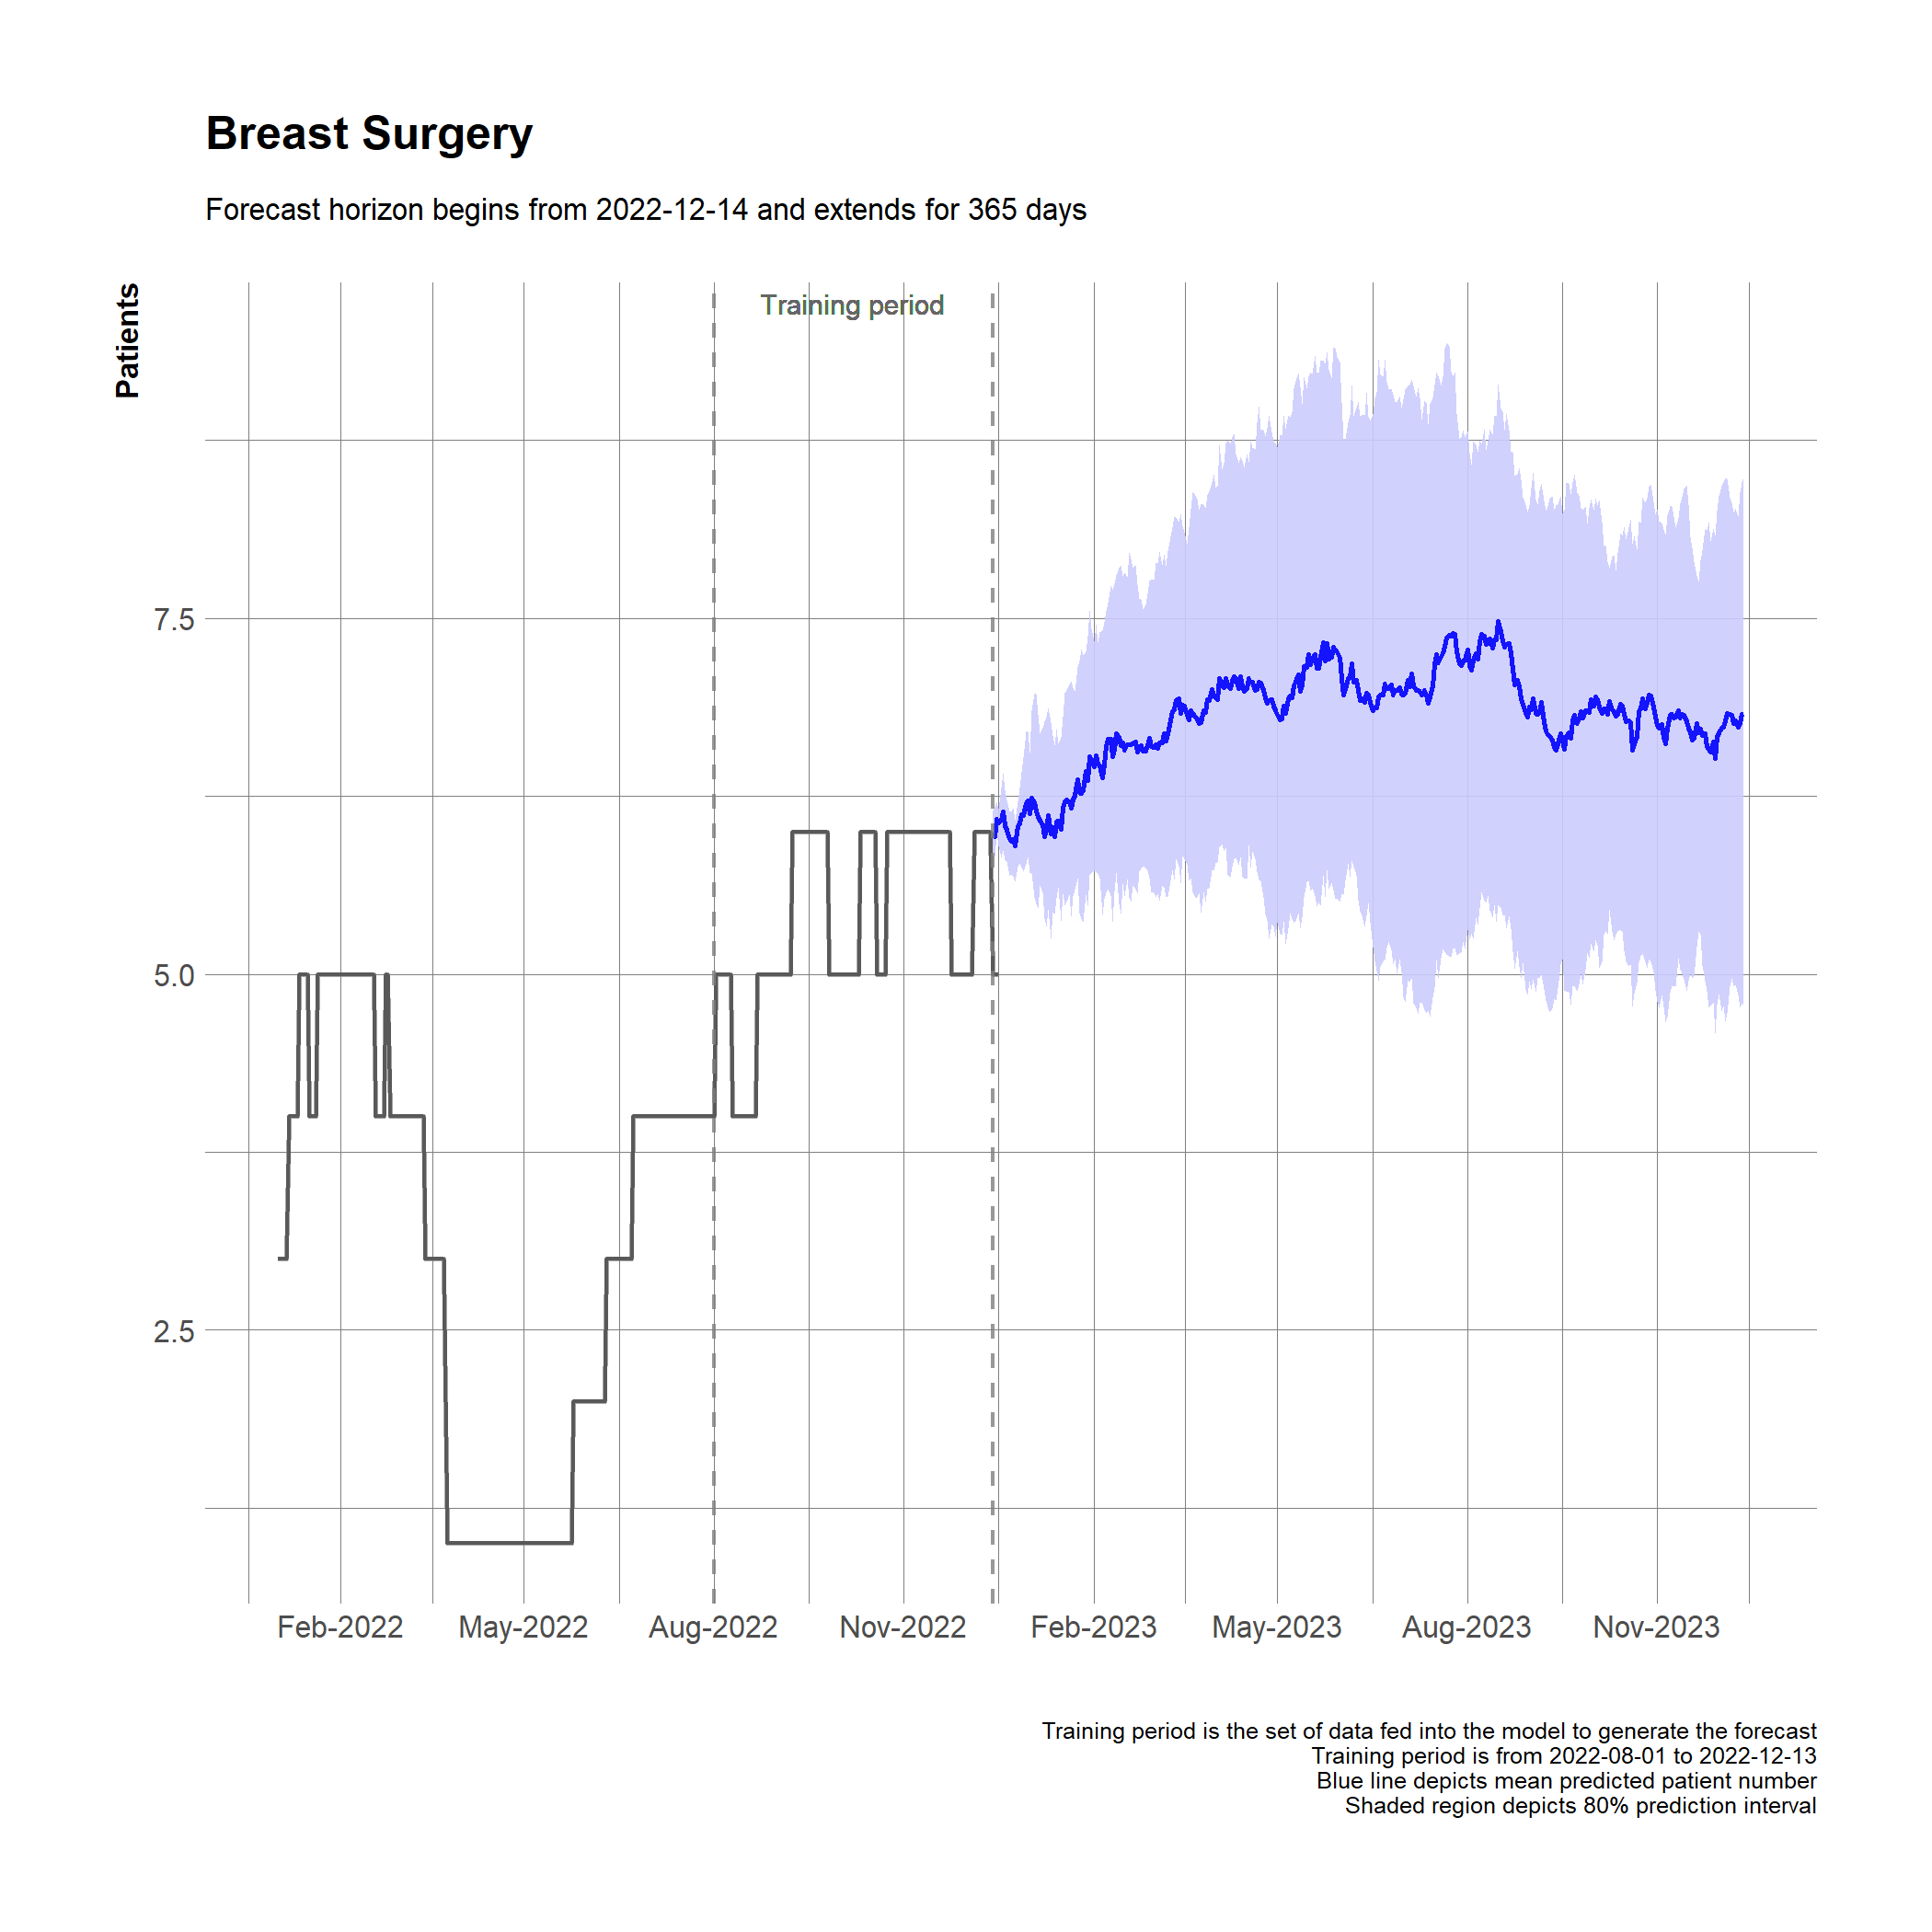 Breast Surgery
Forecast horizon begins from 2022-12-14 and extends for 365 days
Patients
Training period
7.5
5.0
2.5
Feb-2022 May-2022 Aug-2022 Nov-2022 Feb-2023 May-2023 Aug-2023 Nov-2023
Training period is the set of data fed into the model to generate the forecast
Training period is from 2022-08-01 to 2022-12-13
Blue line depicts mean predicted patient number
Shaded region depicts 80% prediction interval